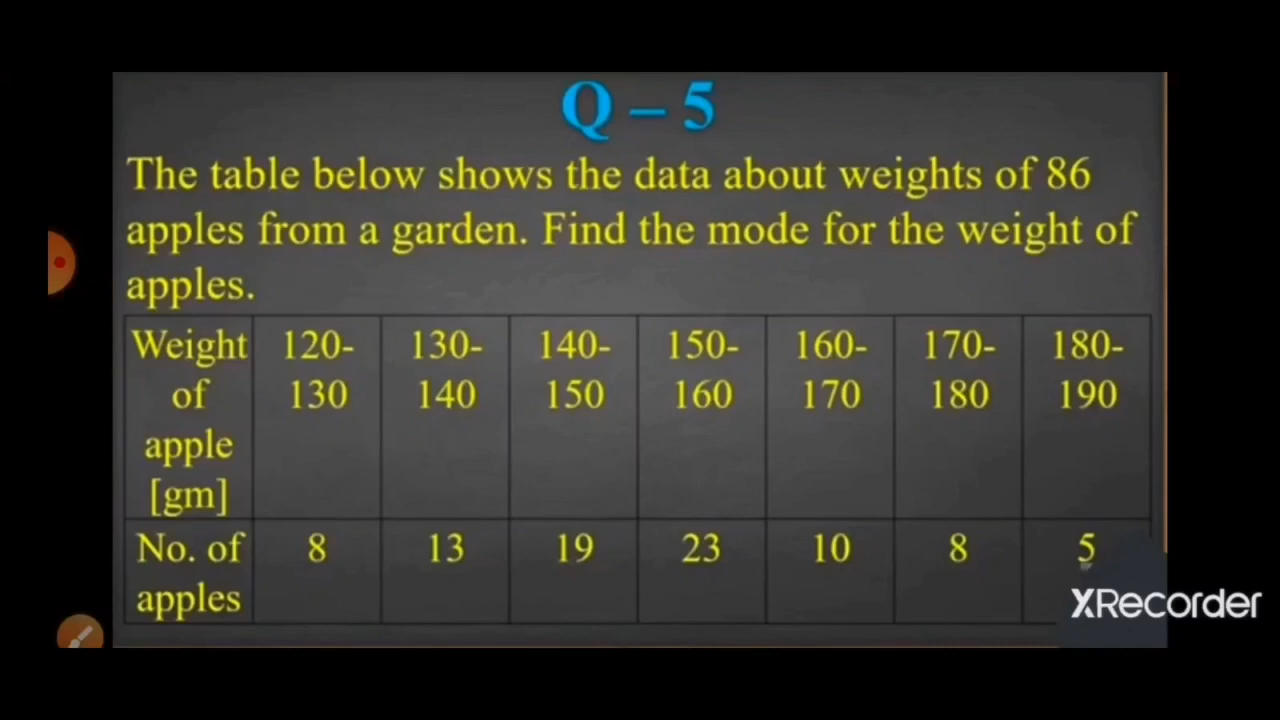 Q – 5
The table below shows the data about weights of 86
apples from a garden. Find the mode for the weight of
apples.
Weight 120- 130- 140- 150- 160- 170- 180-
of 130 140 150 160 170 180 190
apple
[gm]
No. of 8 13 19 23 10 8 5
apples
XRecorder